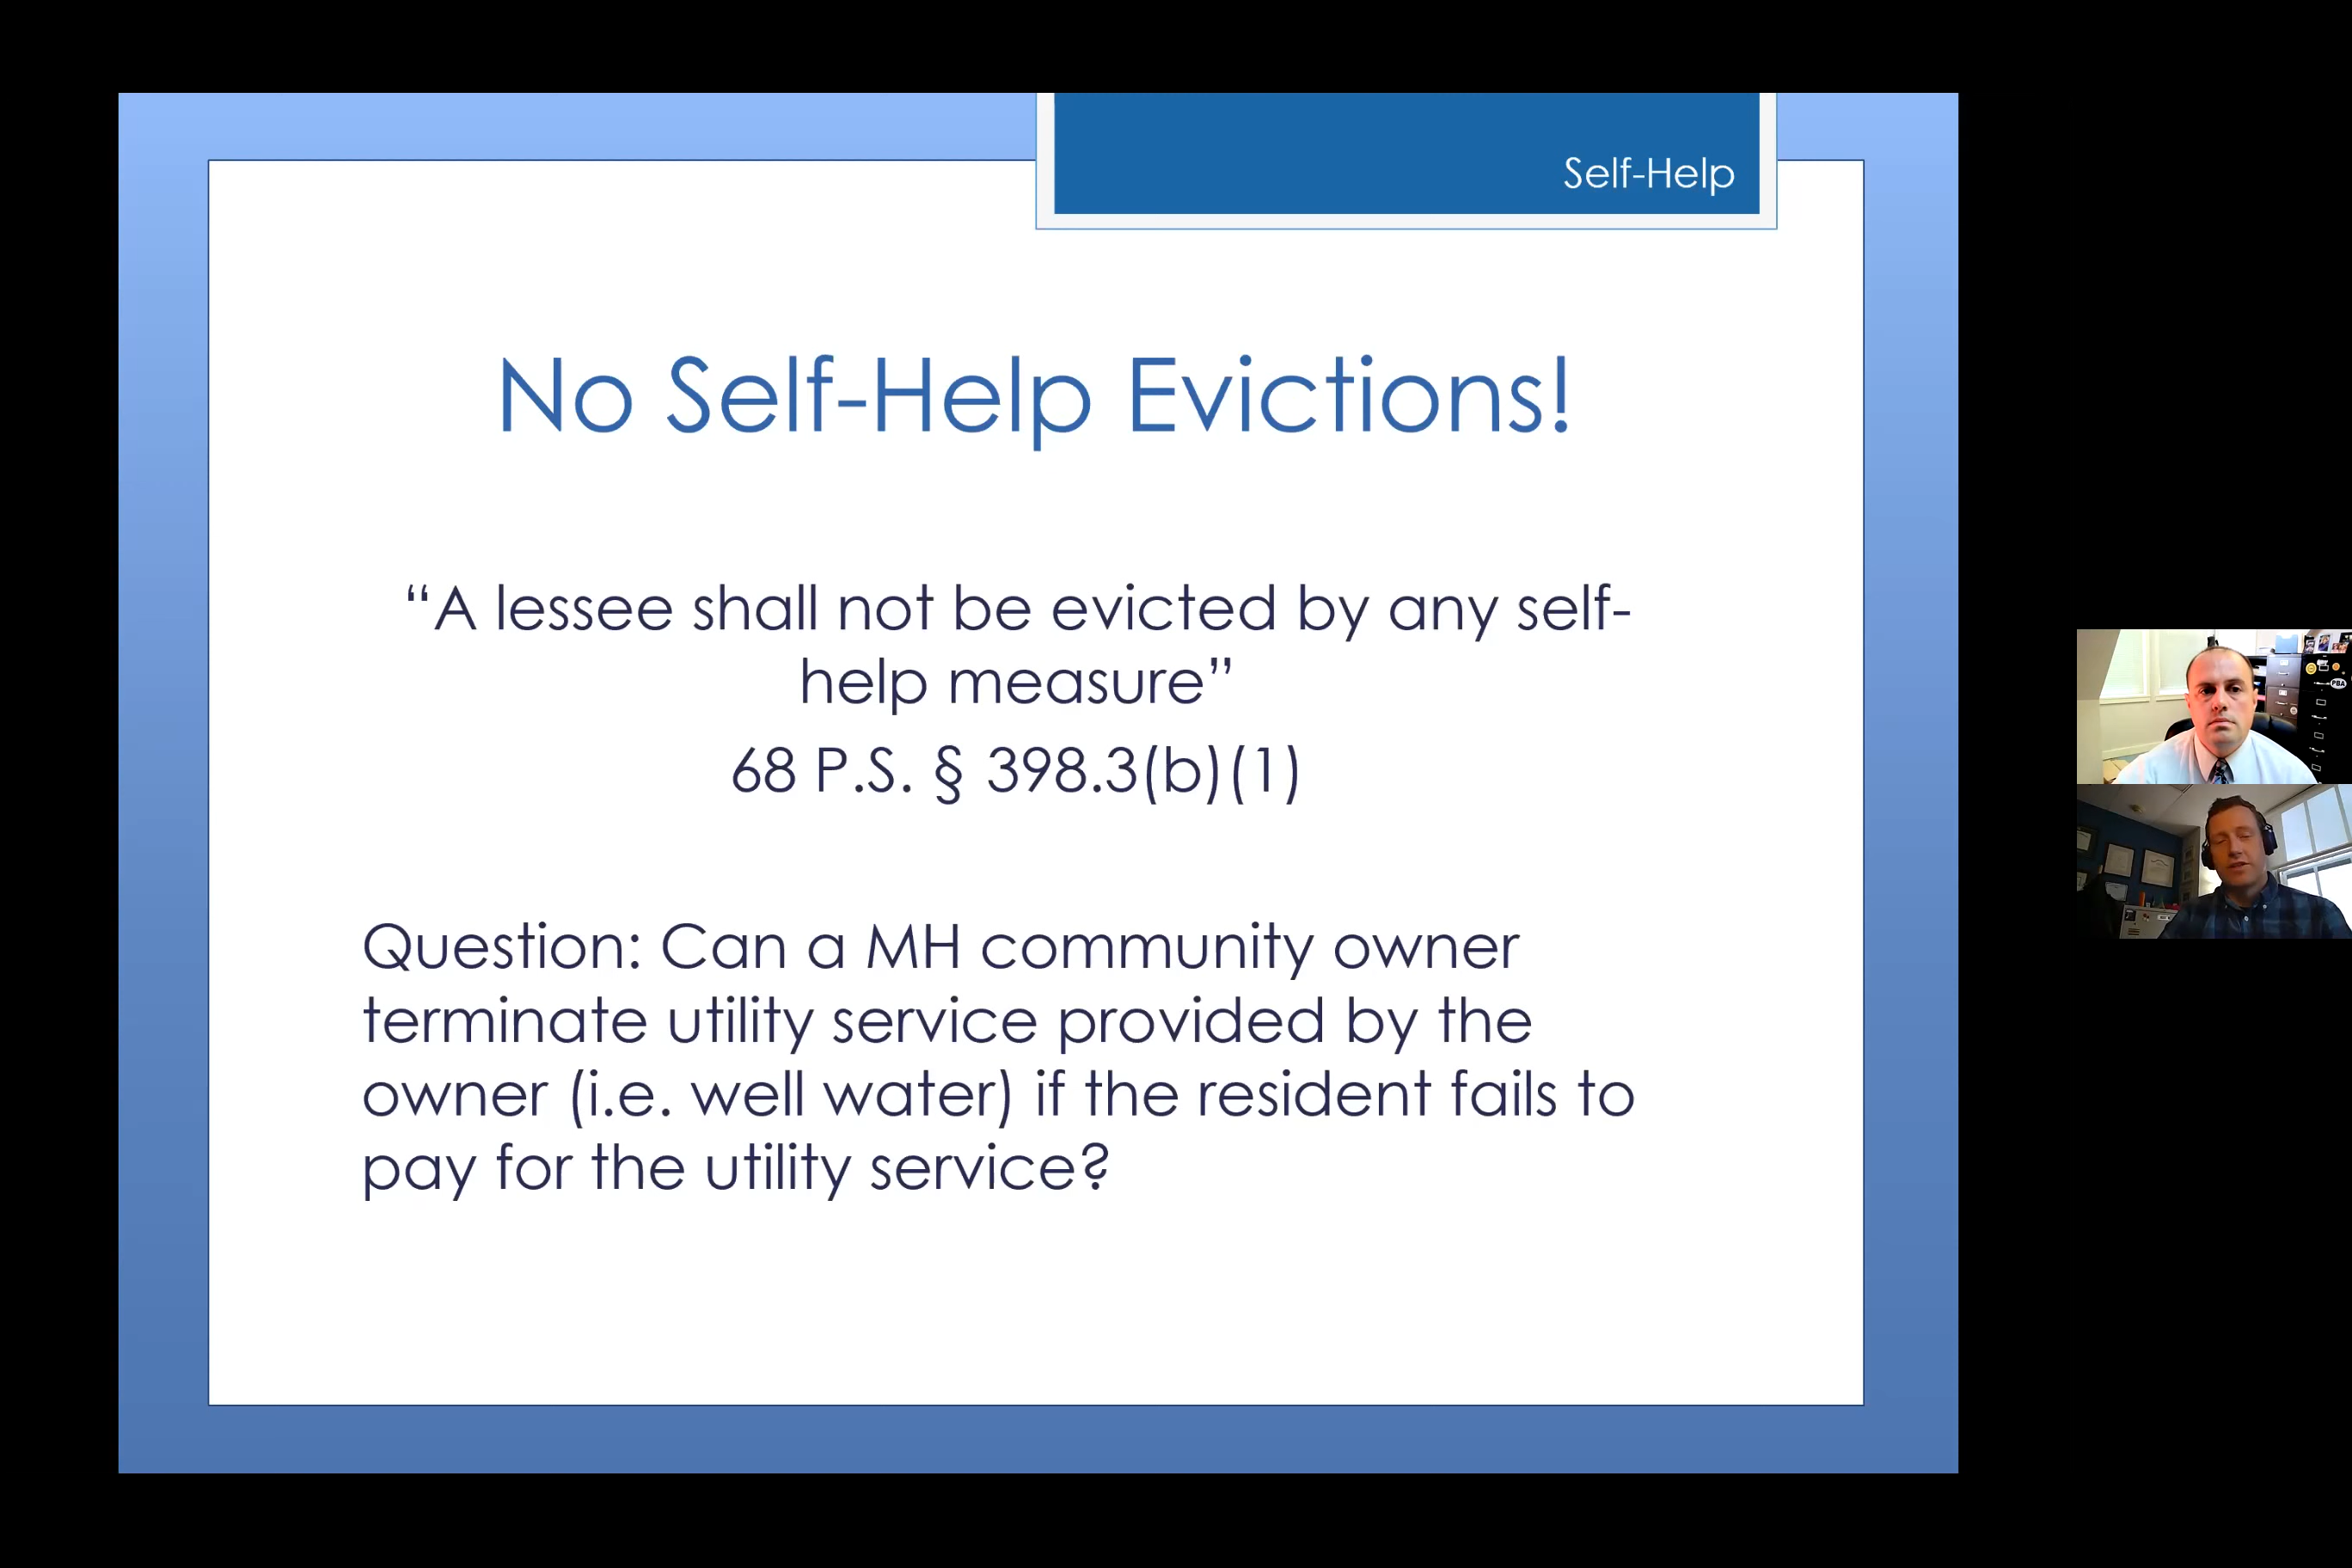 Self-Help
No Self-Help Evictions!
“A lessee shall not be evicted by any self-
help measure”
68 P.S. § 398.3(b)(1)
Question: Can a MH community owner
terminate utility service provided by the
owner (i.e. well water) if the resident fails to
pay for the utility service?
PBA